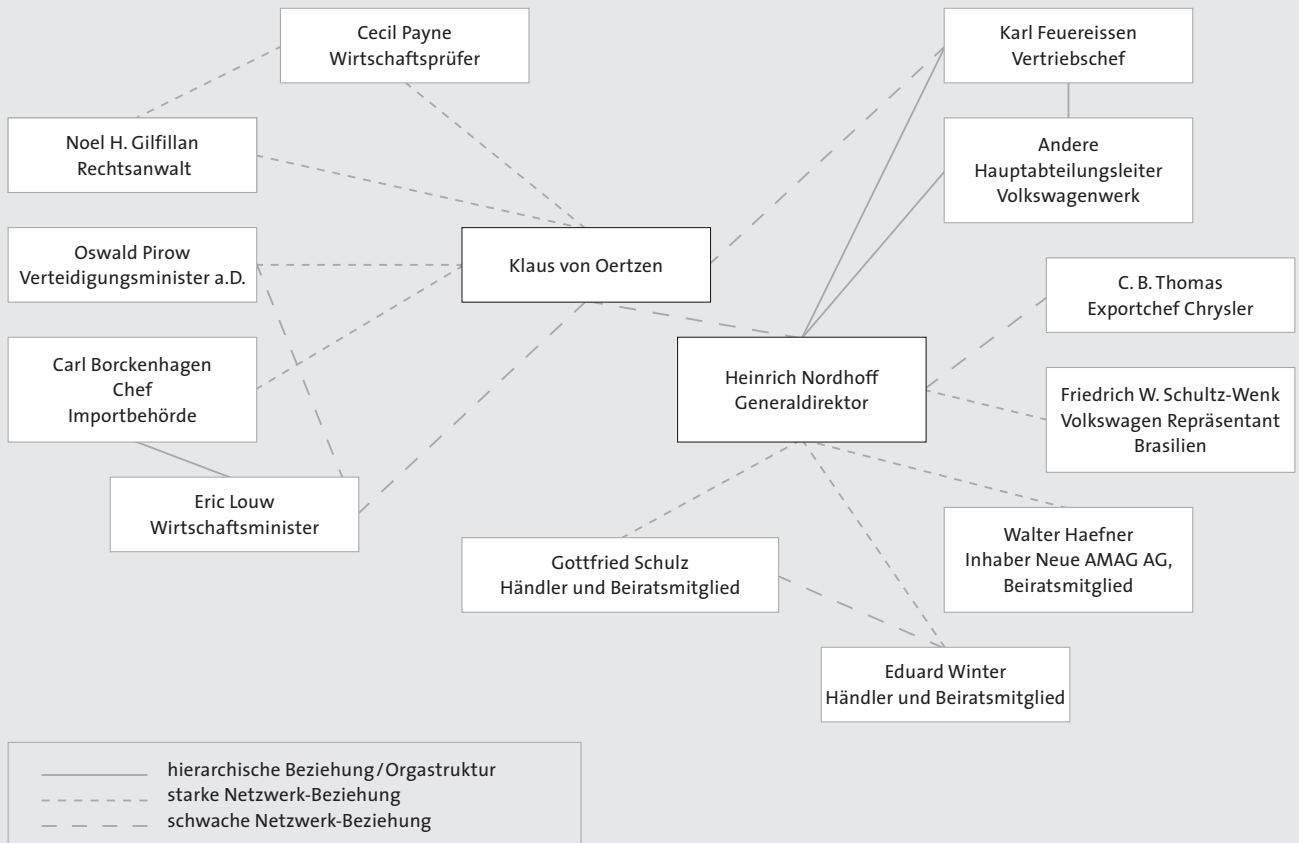 Cecil Payne
Wirtschaftsprüfer
Karl Feuereissen
Vertriebschef
Noel H. Gilfillan
Rechtsanwalt
Andere
Hauptabteilungsleiter
Volkswagenwerk
Oswald Pirow
Verteidigungsminister a.D.
Klaus von Oertzen
C. B. Thomas
Exportchef Chrysler
Carl Borckenhagen
Chef
Importbehörde
Heinrich Nordhoff
Generaldirektor
Friedrich W. Schultz-Wenk
Volkswagen Repräsentant
Brasilien
Eric Louw
Wirtschaftsminister
Walter Haefner
Inhaber Neue AMAG AG,
Beiratsmitglied
Gottfried Schulz
Händler und Beiratsmitglied
Eduard Winter
Händler und Beiratsmitglied
hierarchische Beziehung/Orgastruktur
starke Netzwerk-Beziehung
schwache Netzwerk-Beziehung